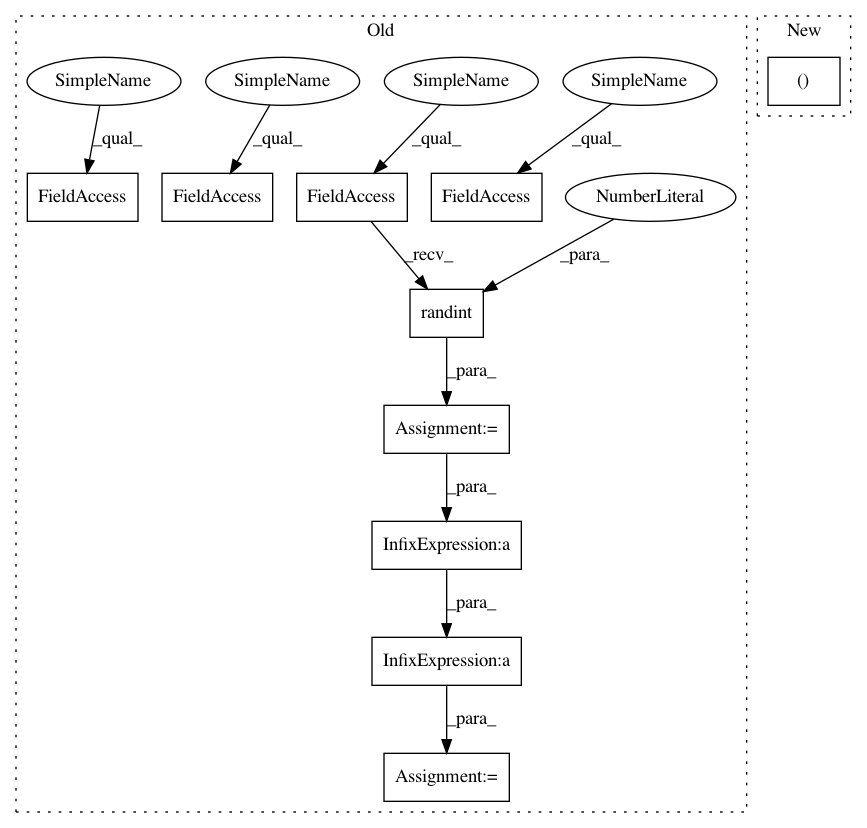 Old
New
SimpleName
SimpleName
SimpleName
SimpleName
()
_qual_
_qual_
_qual_
_qual_
FieldAccess
FieldAccess
FieldAccess
FieldAccess
NumberLiteral
_recv_
_para_
randint
_para_
Assignment:=
_para_
InfixExpression:a
_para_
InfixExpression:a
_para_
Assignment:=